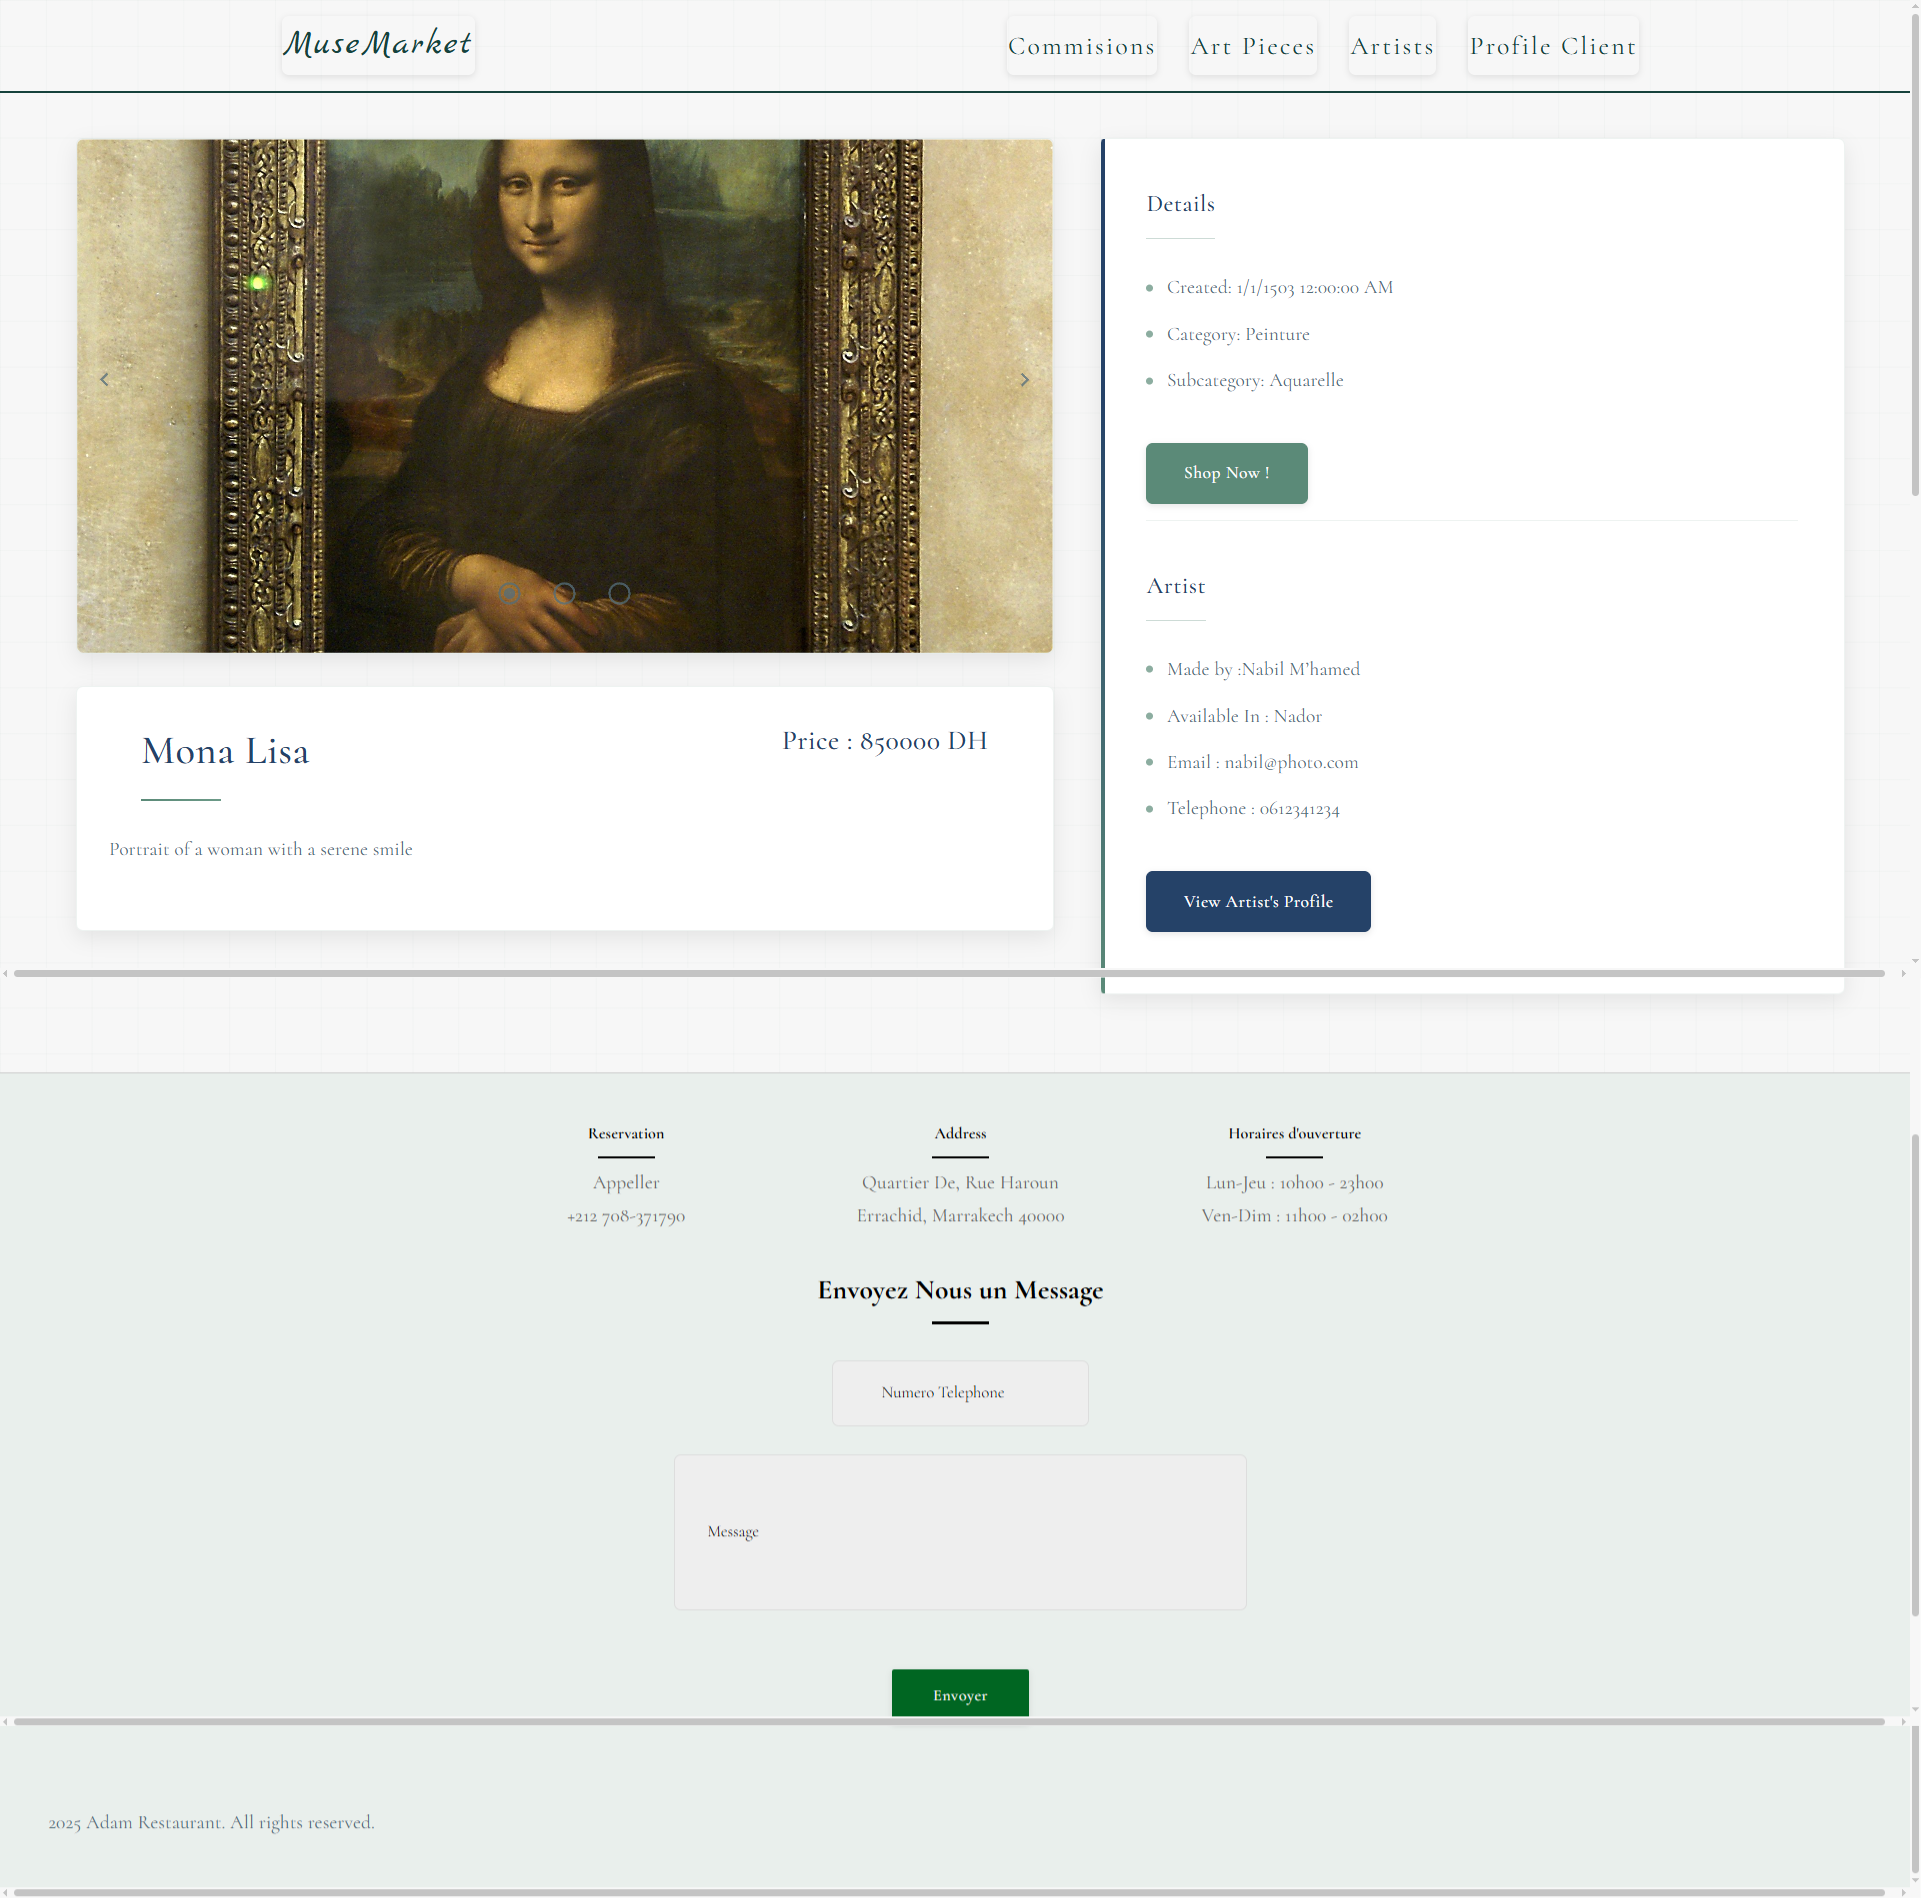 MuseMarket
Commisions
Art Pieces
Artists
Profile Client
Details
Created: 1/1/1503 12:00:00 AM
Category: Peinture
Subcategory: Aquarelle
Shop Now !
Artist
Made by :Nabil M'hamed
Available In : Nador
Email : nabil@photo.com
Telephone : 0612341234
View Artist's Profile
Mona Lisa
Price : 850000 DH
Portrait of a woman with a serene smile
Reservation
Appeller
+212 708-371790
Address
Quartier De, Rue Haroun
Errachid, Marrakech 40000
Horaires d'ouverture
Lun-Jeu : 10h00 - 23h00
Ven-Dim : 11h00 - 02h00
Envoyez Nous un Message
Numero Telephone
Message
Envoyer
2025 Adam Restaurant. All rights reserved.